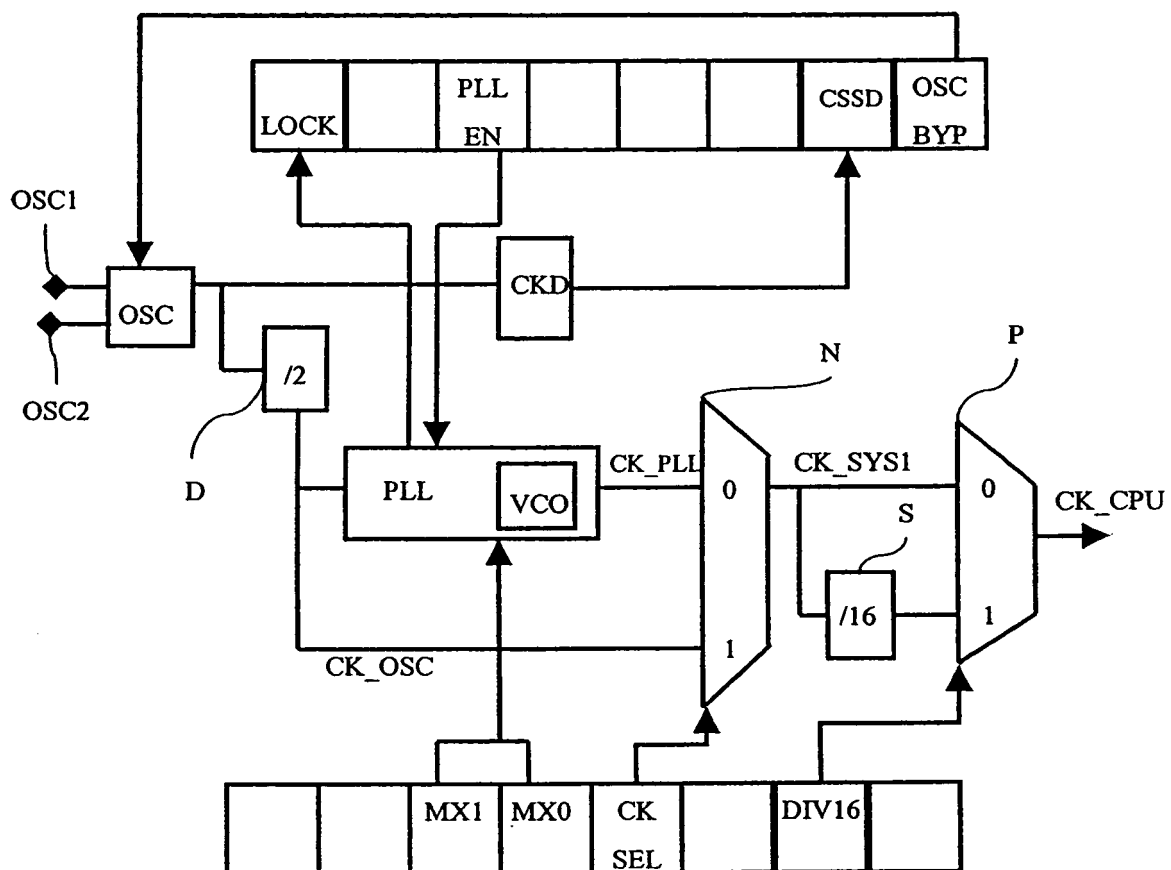 PLL
CSSD
OSC
LOCK
EN
BYP
OSC1
OSC
CKD
OSC2
/2
N
P
D
PLL
VCO
CK_PLL
0
CK_SYS1
0
CK_CPU
S
/16
1
1
CK_OSC
MX1
MX0
CK
DIV16
SEL